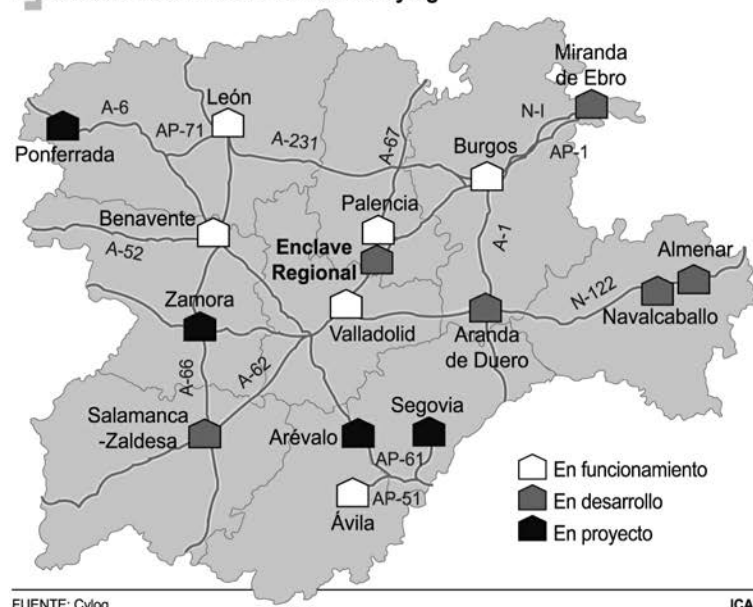 Miranda
de Ebro
León
A-6
AP-71
N-I
A-231
A-67
Burgos
AP-1
Ponferrada
Palencia
Benavente
Enclave
Regional
A-1
Almenar
A-52
Zamora
N-122
Navalcaballo
Valladolid
Aranda
de Duero
A-66
A-62
Salamanca
-Zaldesa
Segovia
Arévalo
AP-61
AP-51
Ávila
En funcionamiento
En desarrollo
En proyecto
FUENTE: Cylog
ICAL